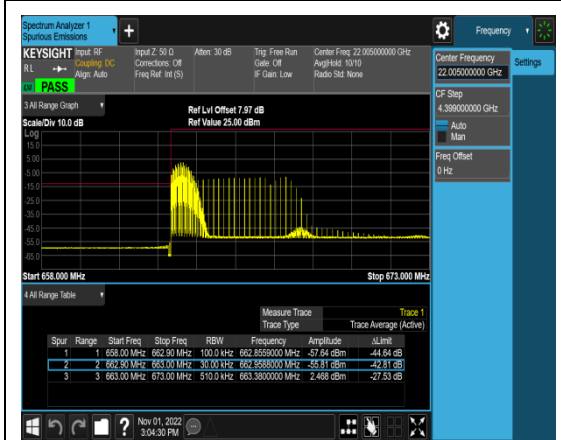 Spectrum Analyzer 1
Spurious Emissions
Frequency
KEYSIGHT Input: RF Input Z: 50 Ω Atten: 30 dB Trig: Free Run Center Freq: 22.005000000 GHz
RL Coupling: DC Corrections: Off Gate: Off Avg|Hold: 10/10
Align: Auto Freq Ref: Int (S) IF Gain: Low Radio Std: None
PASS
Center Frequency
22.005000000 GHz
Settings
CF Step
4.399000000 GHz
Auto
Man
Freq Offset
0 Hz
3 All Range Graph
Ref Lvl Offset 7.97 dB
Scale/Div 10.0 dB Ref Value 25.00 dBm
Log
15.0
5.00
-5.00
-15.0
-25.0
-35.0
-45.0
-55.0
-65.0
Start 658.000 MHz Stop 673.000 MHz
4 All Range Table
Measure Trace Trace 1
Trace Type Trace Average (Active)
Spur Range Start Freq Stop Freq RBW Frequency Amplitude ΔLimit
1 1 658.00 MHz 662.90 MHz 100.0 kHz 662.8559000 MHz -57.64 dBm -44.64 dB
2 2 662.90 MHz 663.00 MHz 30.00 kHz 662.9588000 MHz -55.81 dBm -42.81 dB
3 3 663.00 MHz 673.00 MHz 510.0 kHz 663.3800000 MHz 2.468 dBm -27.53 dB
?
Nov 01, 2022
3:04:30 PM